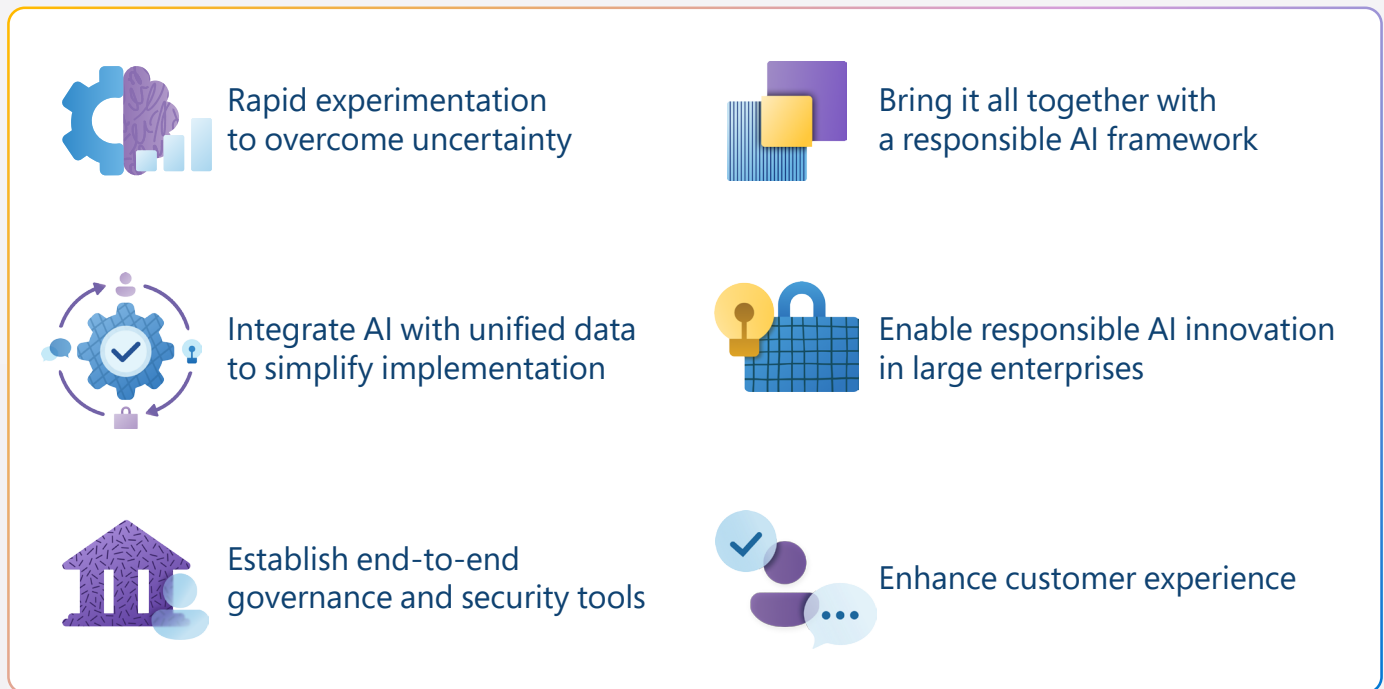 Rapid experimentation
to overcome uncertainty
Integrate AI with unified data
to simplify implementation
Establish end-to-end
governance and security tools
Bring it all together with
a responsible AI framework
Enable responsible AI innovation
in large enterprises
Enhance customer experience